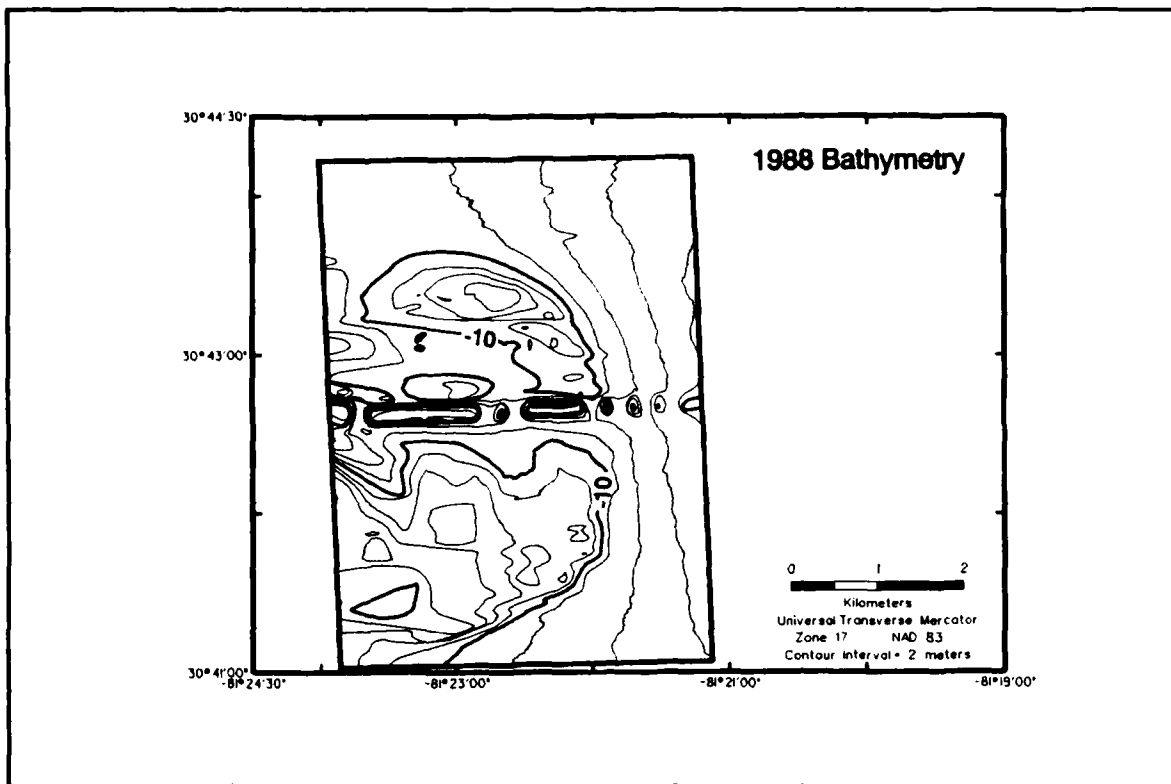 30°44'30"
1988 Bathymetry
-10
30°43'00"
-10
0 1 2
Kilometers
Universal Transverse Mercator
Zone 17 NAD 83
Contour Interval = 2 meters
30°41'00"
-81°24'30" -81°23'00" -81°21'00" -81°19'00"